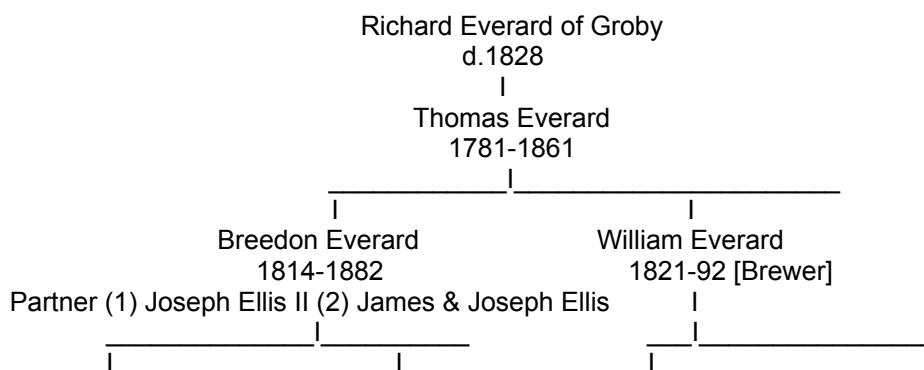 Richard Everard of Groby
d.1828
Thomas Everard
1781-1861
Breedon Everard William Everard
1814-1882 1821-92 [Brewer]
Partner (1) Joseph Ellis II (2) James & Joseph Ellis